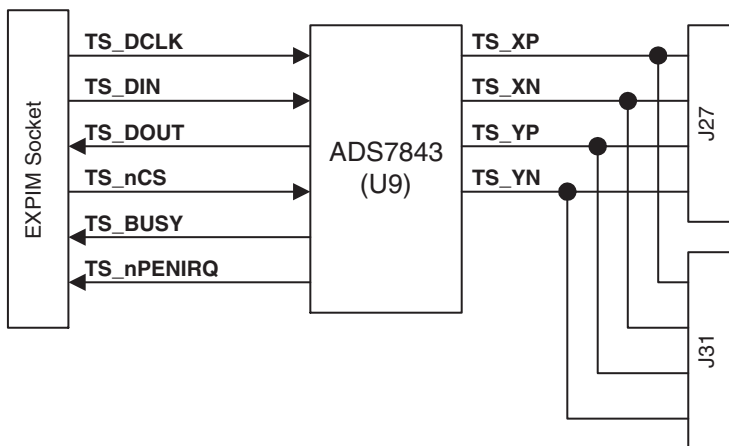 EXPIM Socket
TS_DCLK
TS_DIN
TS_DOUT
TS_nCS
TS_BUSY
TS_nPENIRQ
ADS7843
(U9)
TS_XP
TS_XN
TS_YP
TS_YN
J27
J31